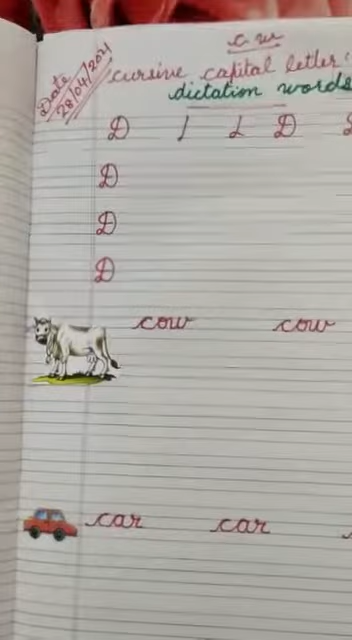 c w
Date
28/04/2021
cursive capital letter:
dictation words
D D
D
D
D
cow cow
car car